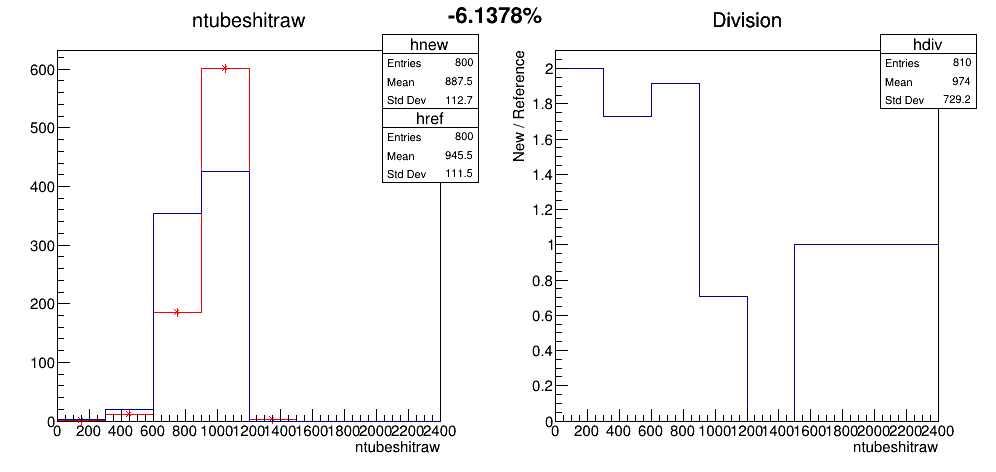 -6.1378%
ntubeshitraw
hnew
Entries 800
Mean 887.5
Std Dev 112.7
href
Entries 800
Mean 945.5
Std Dev 111.5
600
500
400
300
200
100
0
0 200 400 600 800 1000 1200 1400 1600 1800 2000 2200 2400
ntubeshitraw
Division
hdiv
Entries 810
Mean 974
Std Dev 729.2
New / Reference
2
1.8
1.6
1.4
1.2
1
0.8
0.6
0.4
0.2
0
0 200 400 600 800 1000 1200 1400 1600 1800 2000 2200 2400
ntubeshitraw